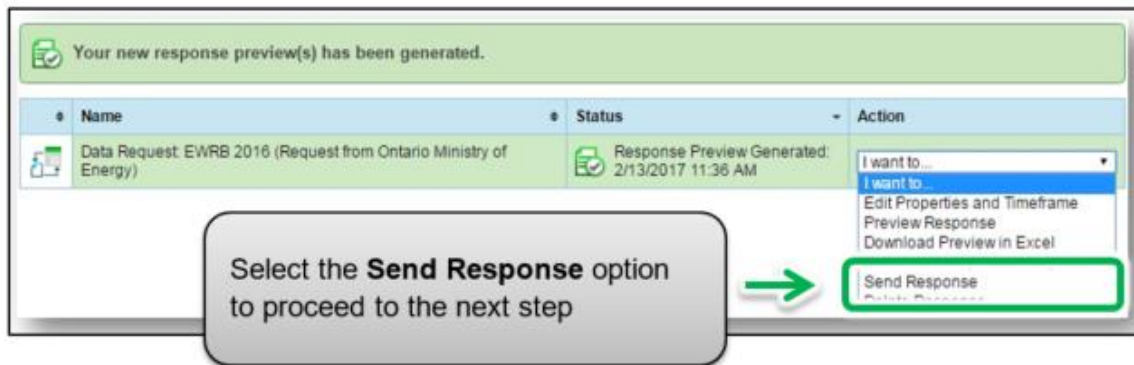 Your new response preview(s) has been generated.
Name Status Action
Data Request: EWRB 2016 (Request from Ontario Ministry of
Energy)
Response Preview Generated:
2/13/2017 11:36 AM
I want to...
I want to...
Edit Properties and Timeframe
Preview Response
Download Preview in Excel
Send Response
Select the Send Response option
to proceed to the next step